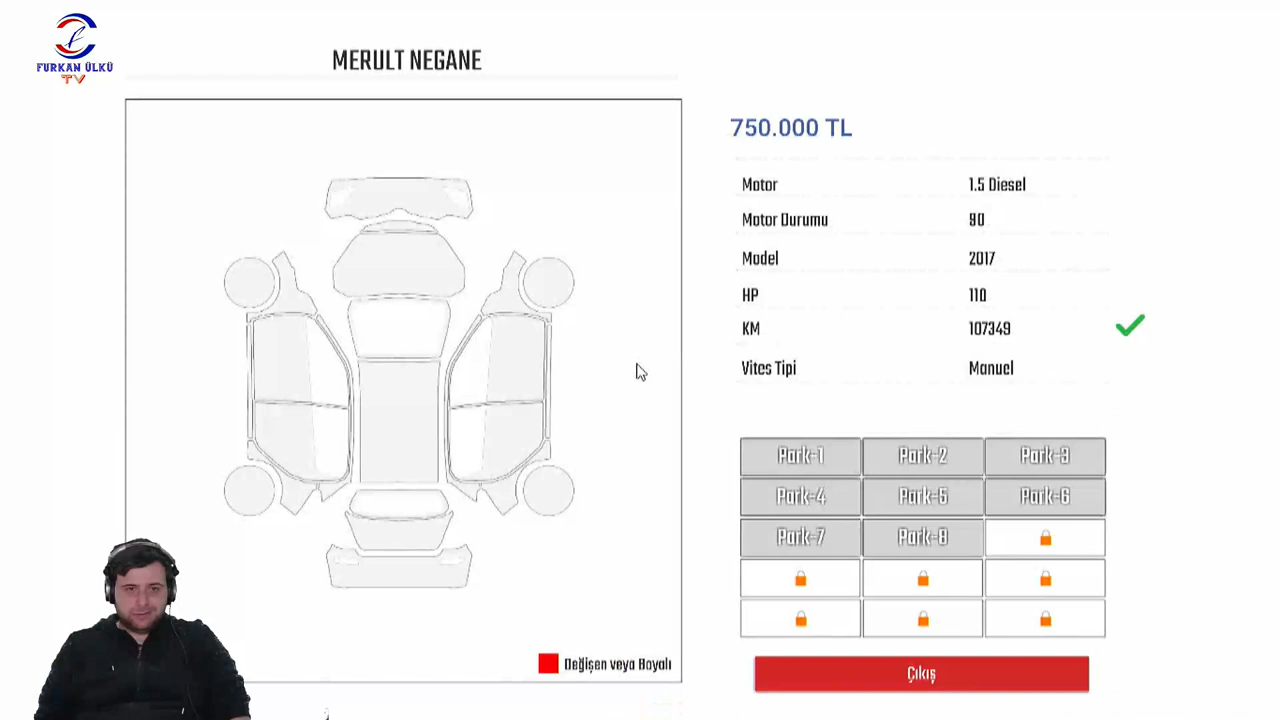 FURKAN ÜLKÜ
TV
MERULT NEGANE
750.000 TL
Motor 1.5 Diesel
Motor Durumu 90
Model 2017
HP 110
KM 107349
Vites Tipi Manuel
Park-1 Park-2 Park-3
Park-4 Park-5 Park-6
Park-7 Park-8
Değişen veya Boyalı
Çıkış